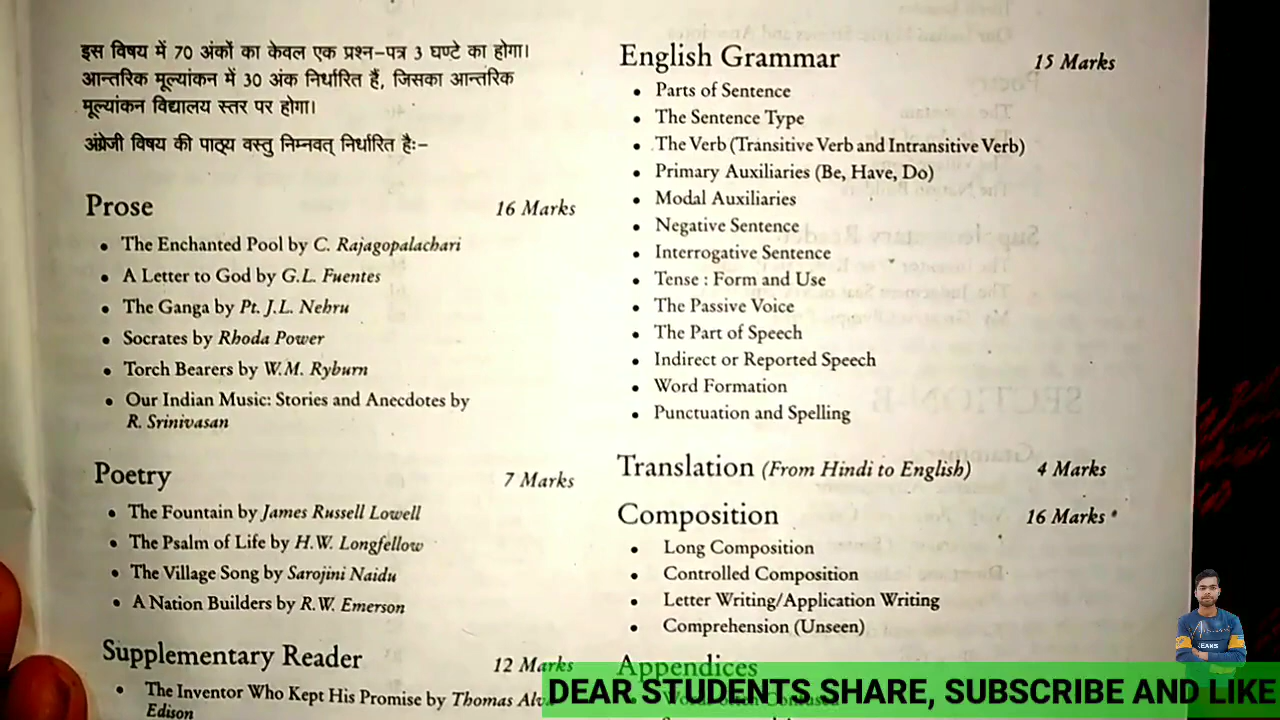 इस विषय में 70 अंकों का केवल एक प्रश्न-पत्र 3 घण्टे का होगा।
आन्तरिक मूल्यांकन में 30 अंक निर्धारित हैं, जिसका आन्तरिक
मूल्यांकन विद्यालय स्तर पर होगा।
अंग्रेजी विषय की पाठ्य वस्तु निम्नवत् निर्धारित हैः-
Prose 16 Marks
• The Enchanted Pool by C. Rajagopalachari
• A Letter to God by G.L. Fuentes
• The Ganga by Pt. J.L. Nehru
• Socrates by Rhoda Power
• Torch Bearers by W.M. Ryburn
• Our Indian Music: Stories and Anecdotes by
R. Srinivasan
Poetry 7 Marks
• The Fountain by James Russell Lowell
• The Psalm of Life by H.W. Longfellow
• The Village Song by Sarojini Naidu
• A Nation Builders by R.W. Emerson
Supplementary Reader 12 Marks
• The Inventor Who Kept His Promise by Thomas
Edison
English Grammar 15 Marks
• Parts of Sentence
• The Sentence Type
• The Verb (Transitive Verb and Intransitive Verb)
• Primary Auxiliaries (Be, Have, Do)
• Modal Auxiliaries
• Negative Sentence
• Interrogative Sentence
• Tense : Form and Use
• The Passive Voice
• The Part of Speech
• Indirect or Reported Speech
• Word Formation
• Punctuation and Spelling
Translation (From Hindi to English) 4 Marks
Composition 16 Marks
• Long Composition
• Controlled Composition
• Letter Writing/Application Writing
• Comprehension (Unseen)
Appendices
DEAR STUDENTS SHARE, SUBSCRIBE AND LIKE